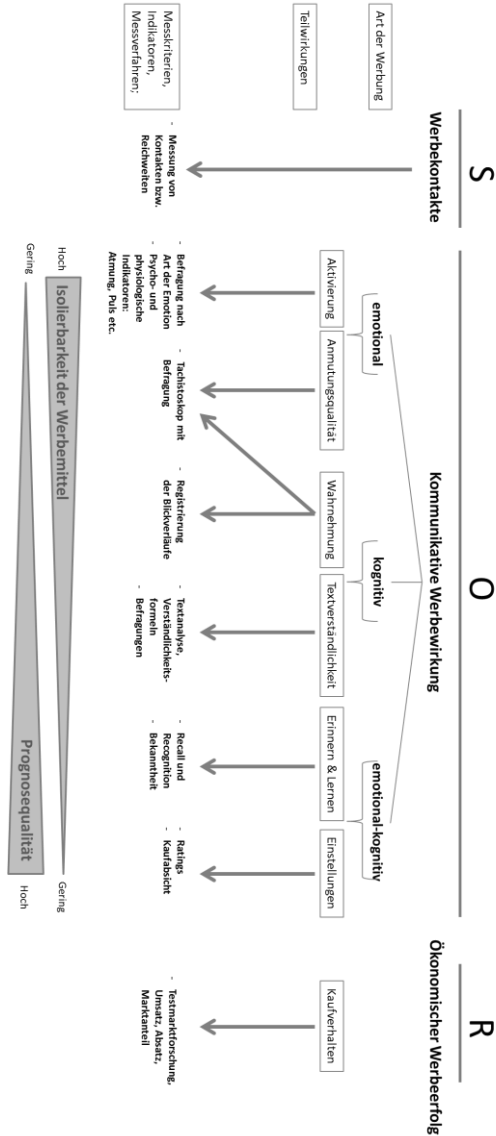 S
O
R
Werbekontakte
Kommunikative Werbewirkung
Ökonomischer Werbeerfolg
Art der Werbung
emotional
kognitiv
emotional-kognitiv
Teilwirkungen
Aktivierung
Anmutungsqualität
Wahrnehmung
Textverständlichkeit
Erinnern & Lernen
Einstellungen
Kaufverhalten
Messkriterien,
Indikatoren,
Messverfahren;
- Messung von
Kontakten bzw.
Reichweiten
- Befragung nach
Art der Emotion
- Psycho- und
physiologische
Indikatoren:
Atmung, Puls etc.
- Tachistoskop mit
Befragung
- Registrierung
der Blickverläufe
- Textanalyse,
Verständlichkeits-
formeln
- Befragungen
- Recall und
Recognition
- Bekanntheit
- Ratings
- Kaufabsicht
- Testmarktforschung,
Umsatz, Absatz,
Marktanteil
Hoch
Isolierbarkeit der Werbemittel
Gering
Gering
Prognosequalität
Hoch